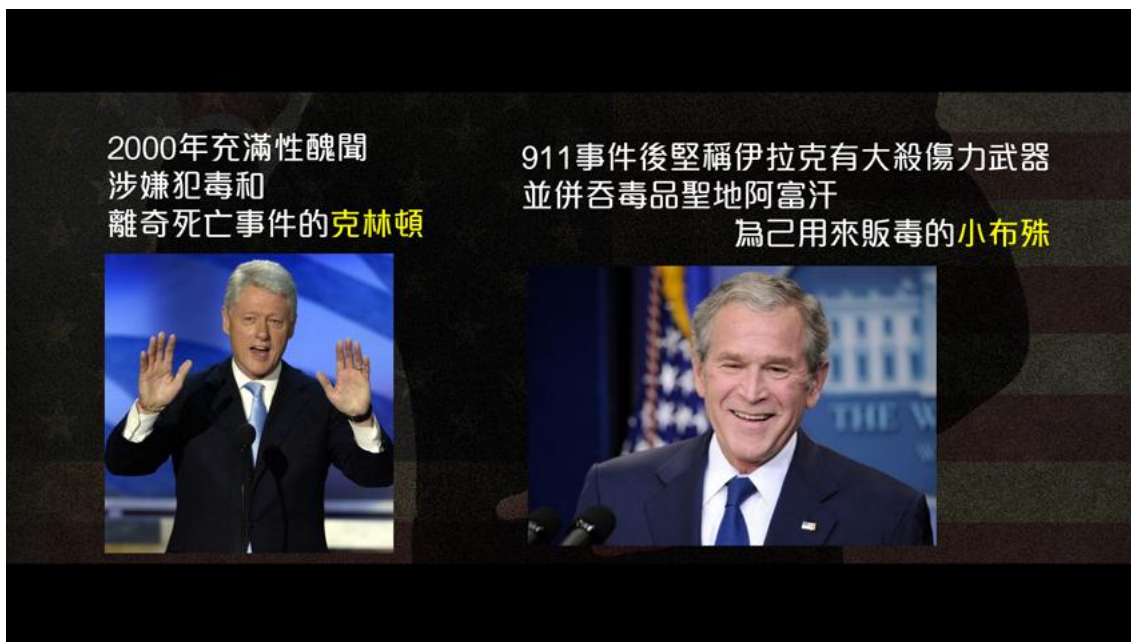 2000年充滿性醜聞
涉嫌犯毒和
離奇死亡事件的克林頓
911事件後堅稱伊拉克有大殺傷力武器
並併吞毒品聖地阿富汗
為己用來販毒的小布殊
THE W